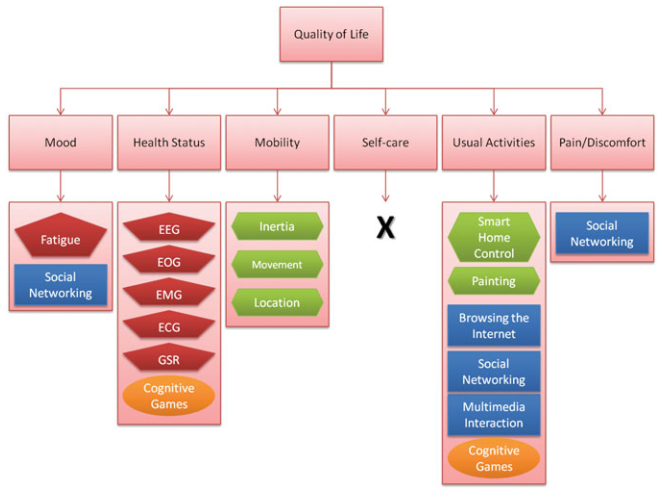 Quality of Life
Mood
Health Status
Mobility
Self-care
Usual Activities
Pain/Discomfort
Fatigue
Social
Networking
EEG
EOG
EMG
ECG
GSR
Cognitive
Games
Inertia
Movement
Location
X
Smart
Home
Control
Painting
Browsing the
Internet
Social
Networking
Multimedia
Interaction
Cognitive
Games
Social
Networking